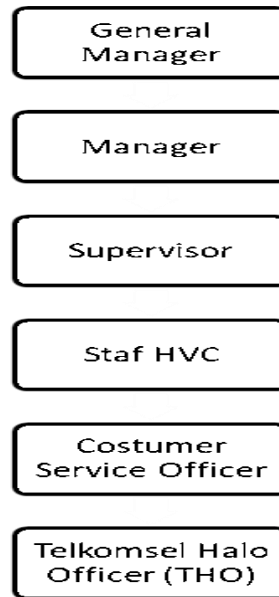 General
Manager
Manager
Supervisor
Staf HVC
Costumer
Service Officer
Telkomsel Halo
Officer (THO)